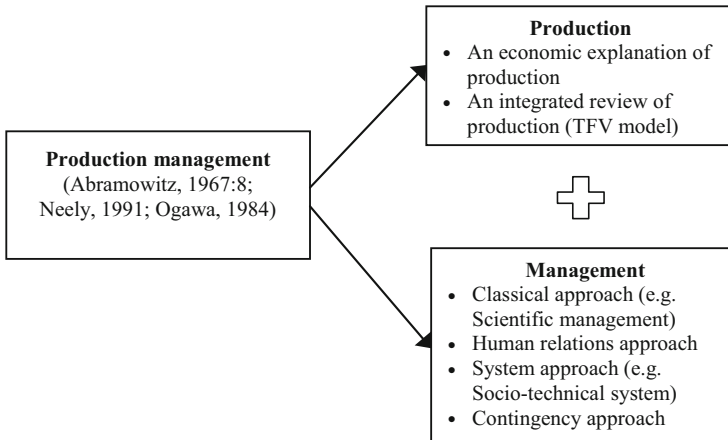 Production management
(Abramowitz, 1967:8;
Neely, 1991; Ogawa, 1984)
Production
• An economic explanation of
production
• An integrated review of
production (TFV model)
Management
• Classical approach (e.g.
Scientific management)
• Human relations approach
• System approach (e.g.
Socio-technical system)
• Contingency approach